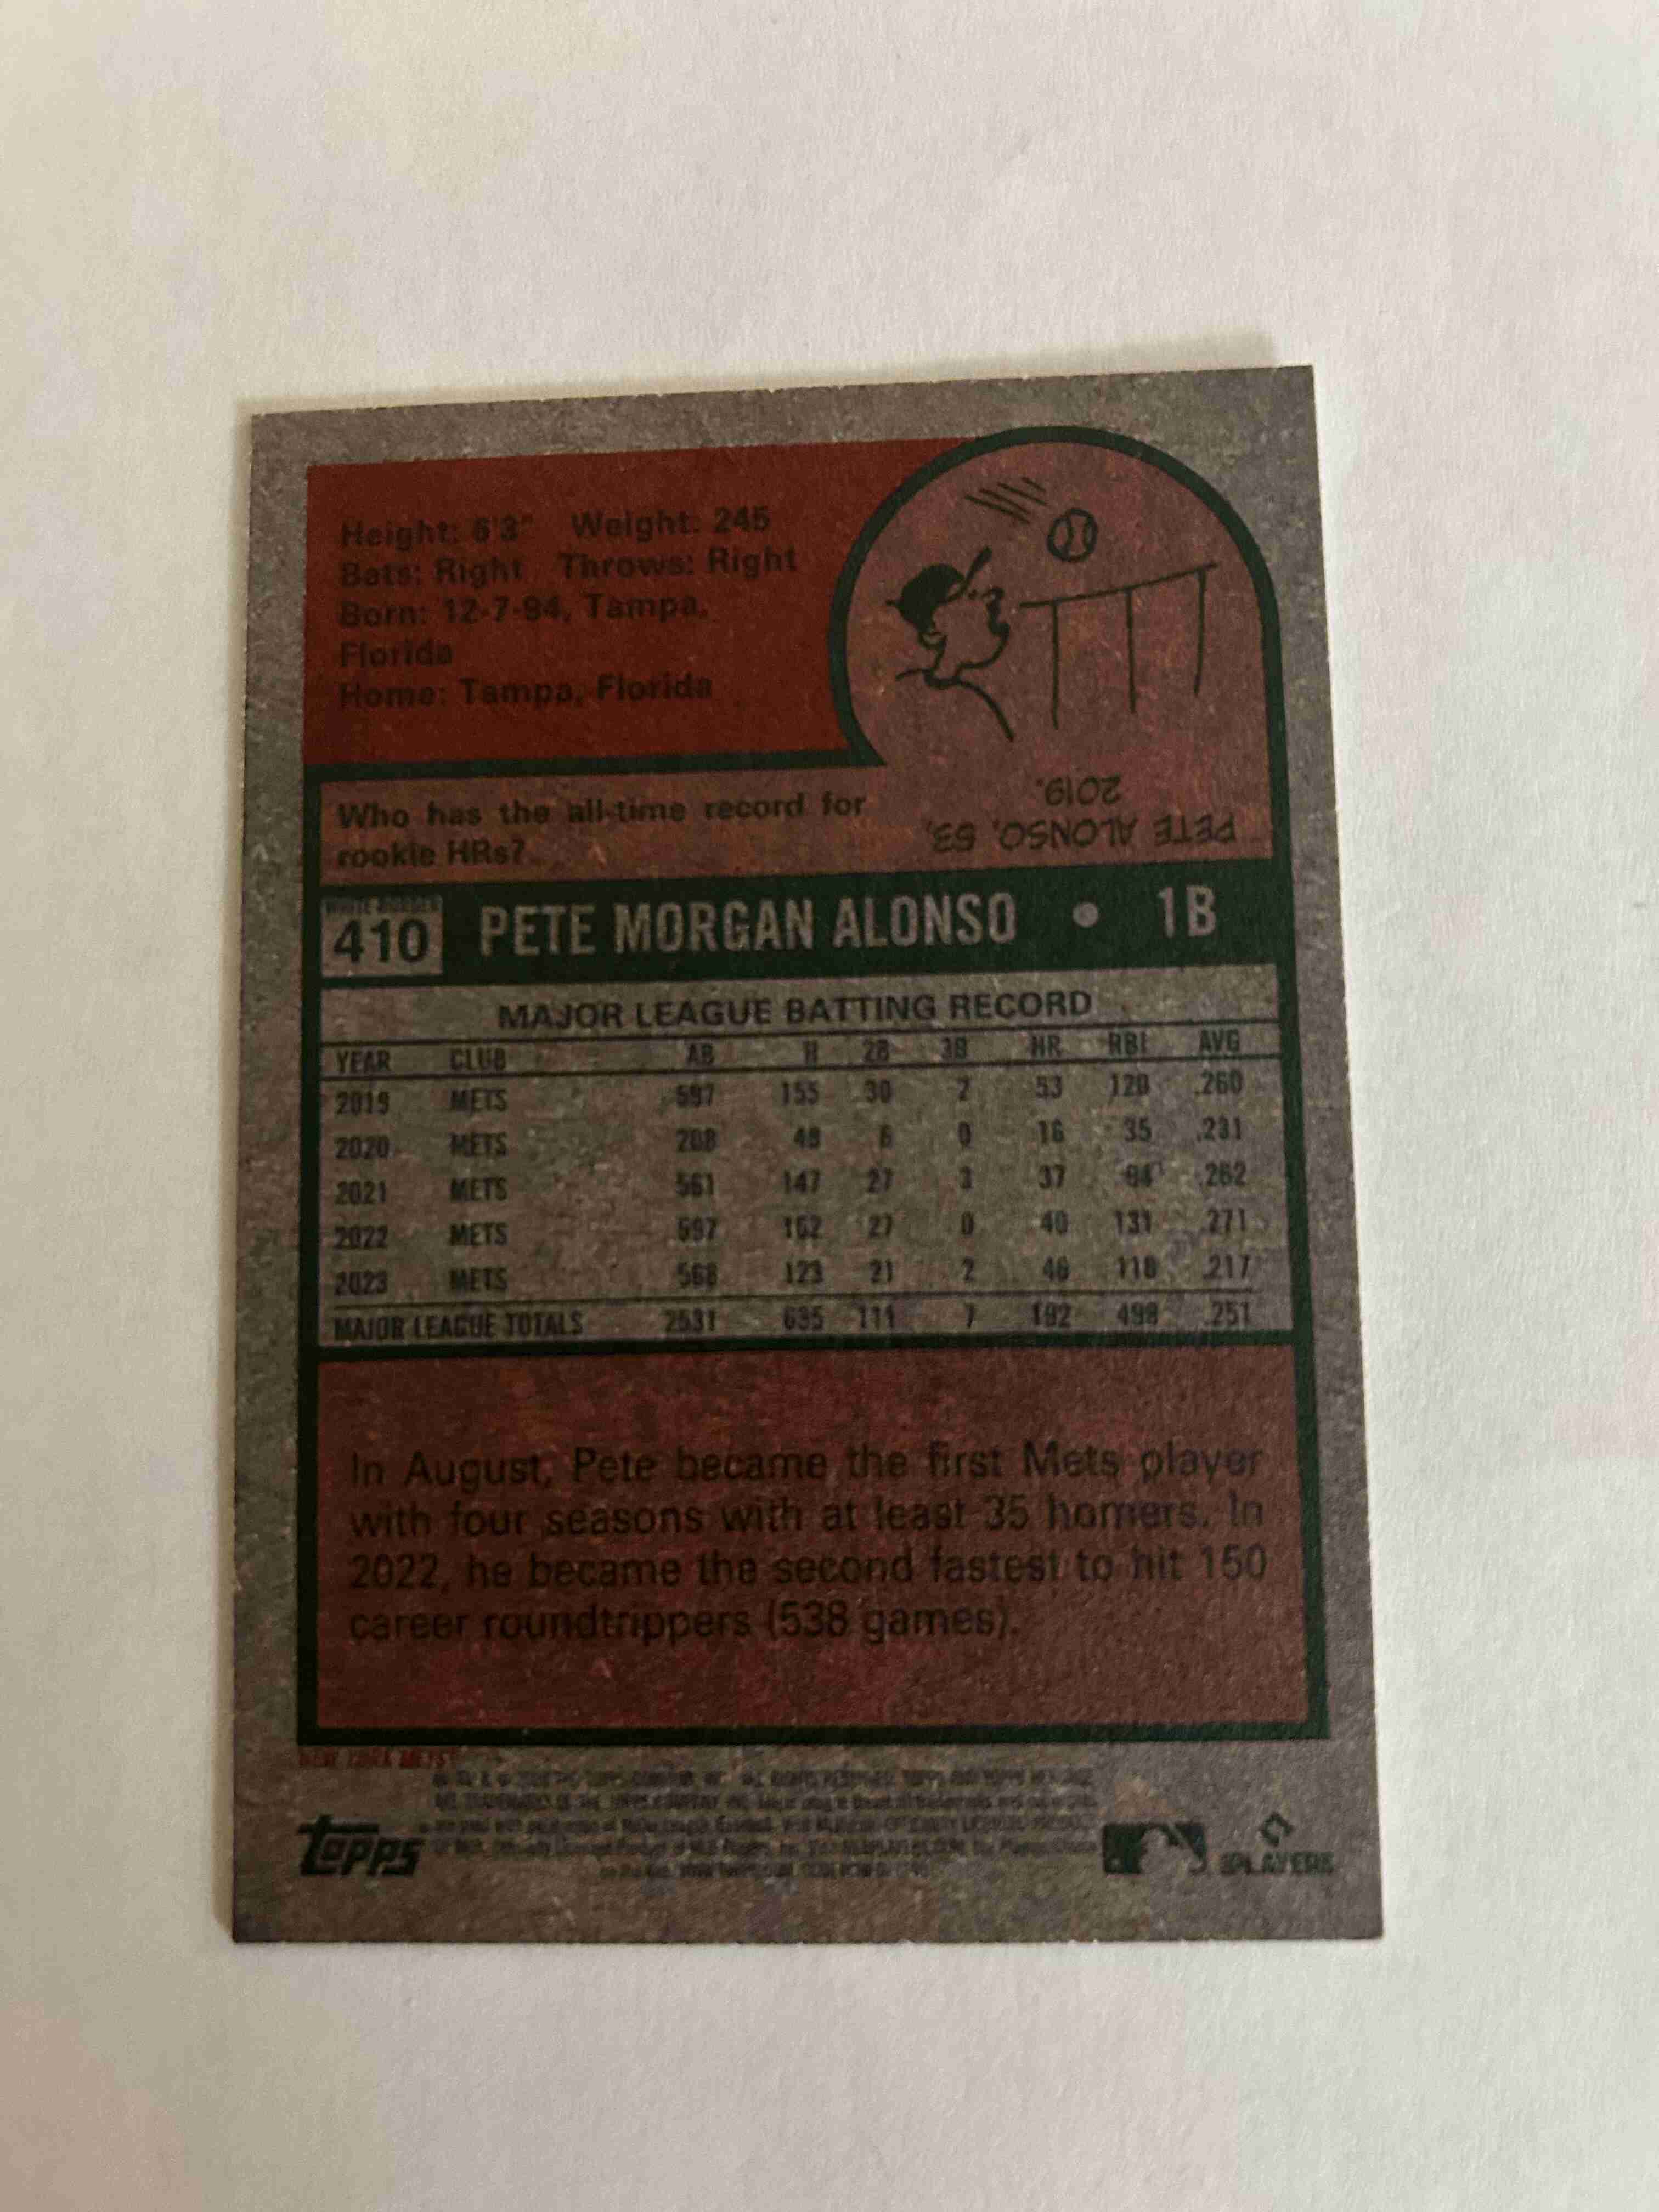 Height: 6'3" Weight: 245
Bats: Right Throws: Right
Born: 12-7-94, Tampa,
Florida
Home: Tampa, Florida
Who has the all-time record for
rookie HRs?
PETE ALONSO, 53,
2019.
WHITE BORDER
410 PETE MORGAN ALONSO • 1B
MAJOR LEAGUE BATTING RECORD
YEAR CLUB AB H 2B 3B HR RBI AVG
2019 METS 597 155 30 2 53 120 .260
2020 METS 208 48 6 0 16 35 .231
2021 METS 561 147 27 3 37 94 .262
2022 METS 597 162 27 0 40 131 .271
2023 METS 568 123 21 2 46 118 .217
MAJOR LEAGUE TOTALS 2531 635 111 7 192 498 .251
In August, Pete became the first Mets player
with four seasons with at least 35 homers. In
2022, he became the second fastest to hit 150
career roundtrippers (538 games).
NEW YORK METS
topps
PLAYERS